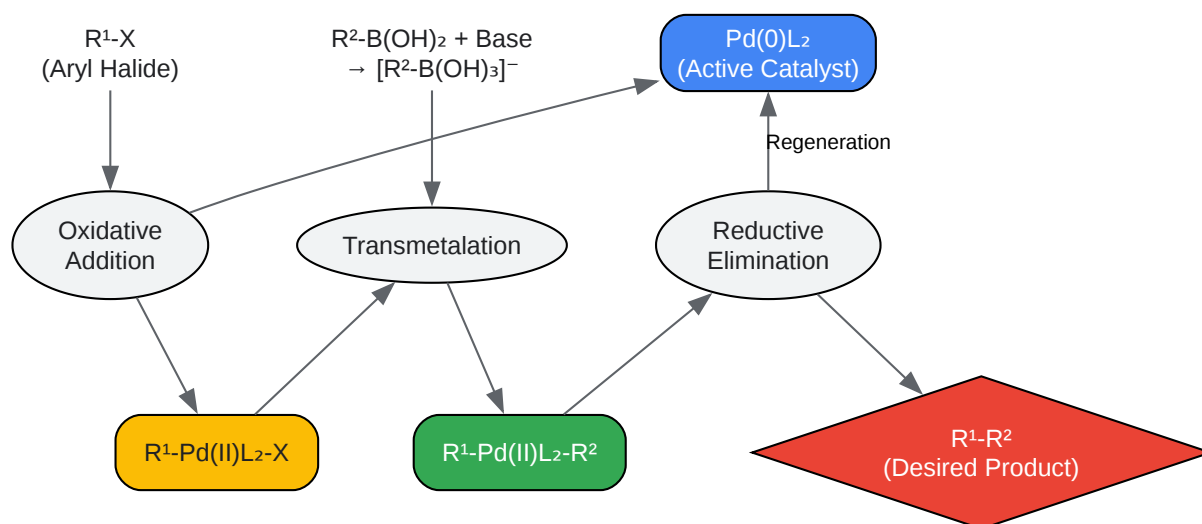 R¹-X
(Aryl Halide)
R²-B(OH)₂ + Base
→ [R²-B(OH)₃]⁻
Pd(0)L₂
(Active Catalyst)
Regeneration
Oxidative
Addition
Transmetalation
Reductive
Elimination
R¹-Pd(II)L₂-X
R¹-Pd(II)L₂-R²
R¹-R²
(Desired Product)